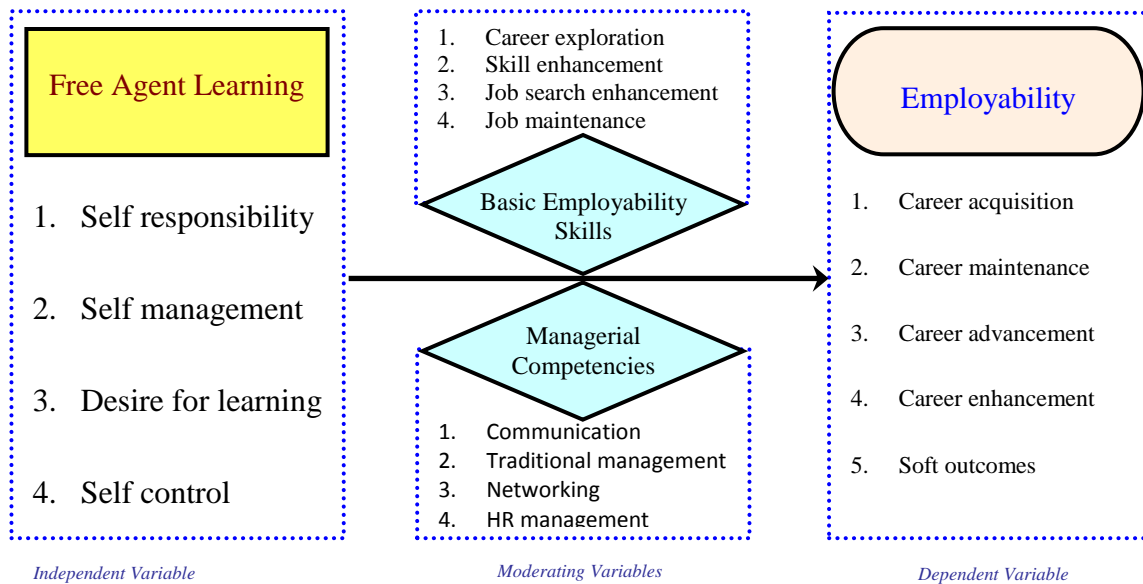 Free Agent Learning
1. Self responsibility
2. Self management
3. Desire for learning
4. Self control
Independent Variable
1. Career exploration
2. Skill enhancement
3. Job search enhancement
4. Job maintenance
Basic Employability
Skills
Managerial
Competencies
1. Communication
2. Traditional management
3. Networking
4. HR management
Moderating Variables
Employability
1. Career acquisition
2. Career maintenance
3. Career advancement
4. Career enhancement
5. Soft outcomes
Dependent Variable